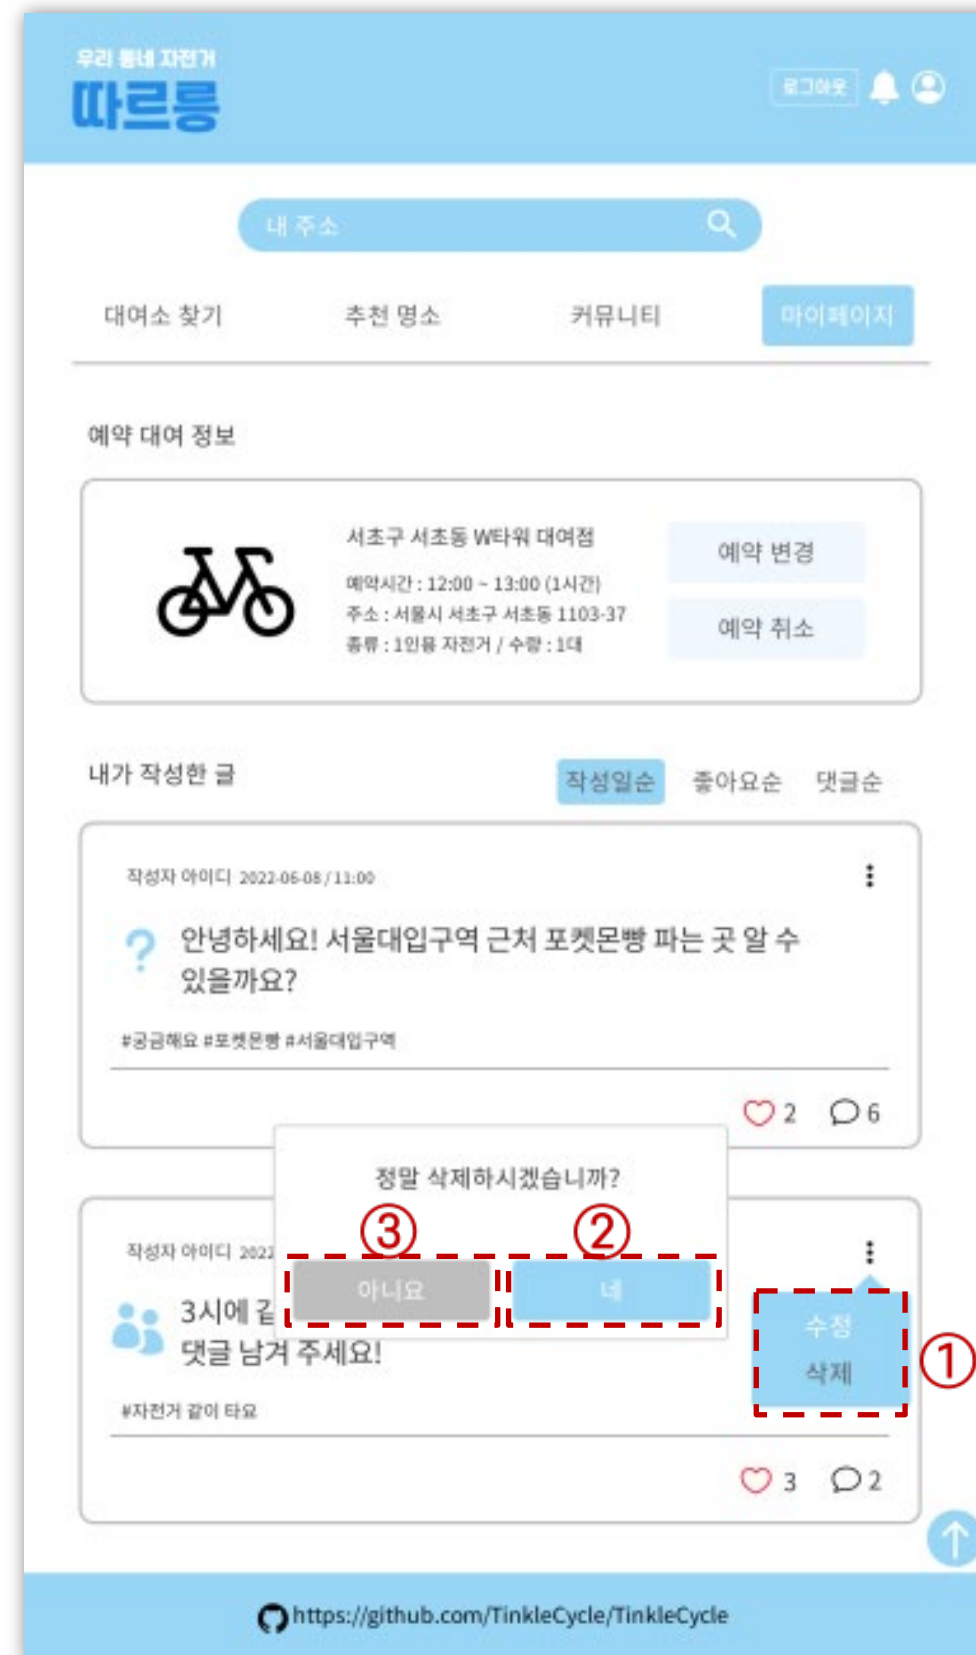 우리 동네 자전거
따르릉
로그아웃
내 주소
대여소 찾기
추천 명소
커뮤니티
마이페이지
예약 대여 정보
서초구 서초동 W타워 대여점
예약시간 : 12:00 ~ 13:00 (1시간)
주소 : 서울시 서초구 서초동 1103-37
종류 : 1인용 자전거 / 수량 : 1대
예약 변경
예약 취소
내가 작성한 글
작성일순
좋아요순
댓글순
작성자 아이디 2022-06-08 / 11:00
? 안녕하세요! 서울대입구역 근처 포켓몬빵 파는 곳 알 수
있을까요?
#궁금해요 #포켓몬빵 #서울대입구역
2
6
정말 삭제하시겠습니까?
③
②
아니요
네
작성자 아이디 2022
3시에 같
댓글 남겨 주세요!
수정
삭제
①
#자전거 같이 타요
3
2
https://github.com/TinkleCycle/TinkleCycle